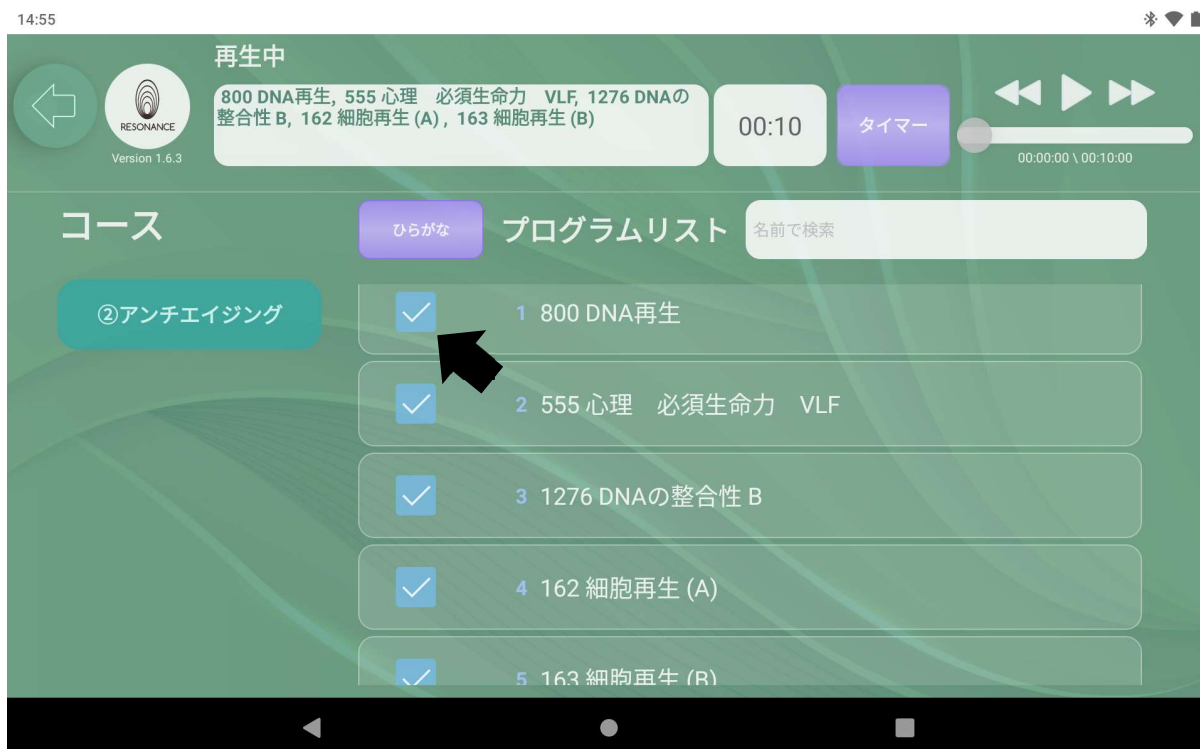 14:55
再生中
800 DNA再生, 555 心理　必須生命力　VLF, 1276 DNAの
整合性 B, 162 細胞再生 (A) , 163 細胞再生 (B)
RESONANCE
Version 1.6.3
00:10
タイマー
00:00:00 \ 00:10:00
コース
ひらがな
プログラムリスト
名前で検索
②アンチエイジング
1 800 DNA再生
2 555 心理　必須生命力　VLF
3 1276 DNAの整合性 B
4 162 細胞再生 (A)
5 163 細胞再生 (B)